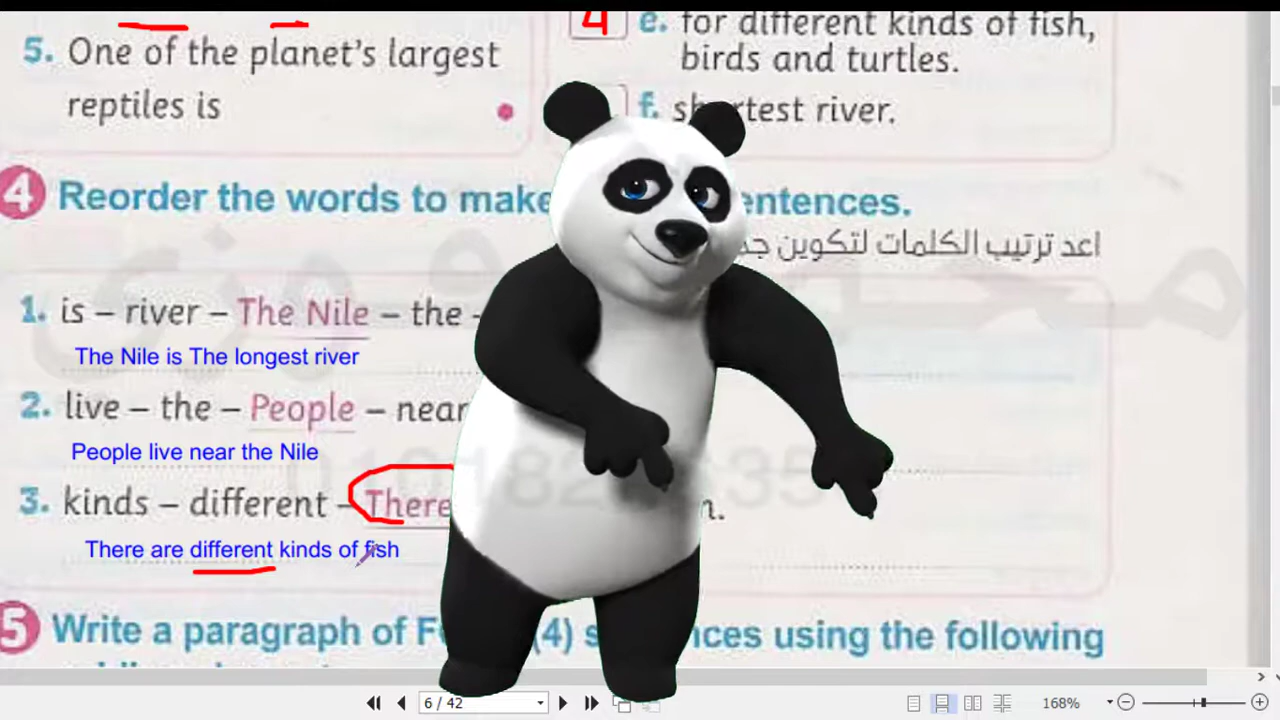 5. One of the planet's largest
reptiles is
4 e. for different kinds of fish,
birds and turtles.
f. shortest river.
4 Reorder the words to make entences.
اعد ترتيب الكلمات لتكوين
1. is – river – The Nile – the -
The Nile is The longest river
2. live – the – People – near
People live near the Nile
3. kinds – different – There n.
There are different kinds of fish
5 Write a paragraph of (4) nces using the following
6 / 42
168%